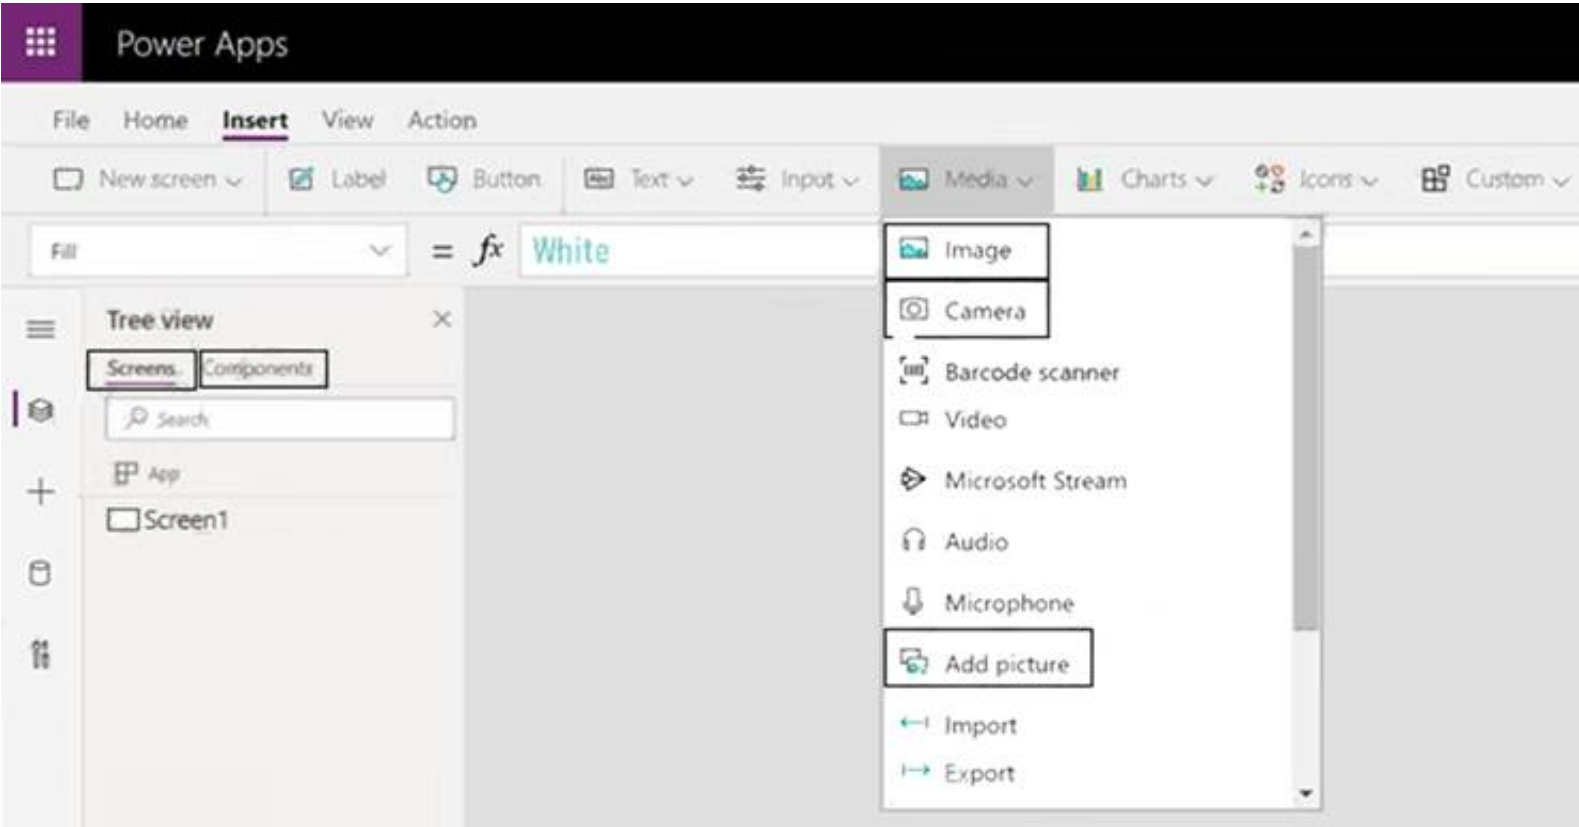 Power Apps
File Home Insert View Action
New screen Label Button Text Input Media Charts Icons Custom
Fill = fx White
Tree view
Screens Components
Search
App
Screen1
Image
Camera
Barcode scanner
Video
Microsoft Stream
Audio
Microphone
Add picture
Import
Export